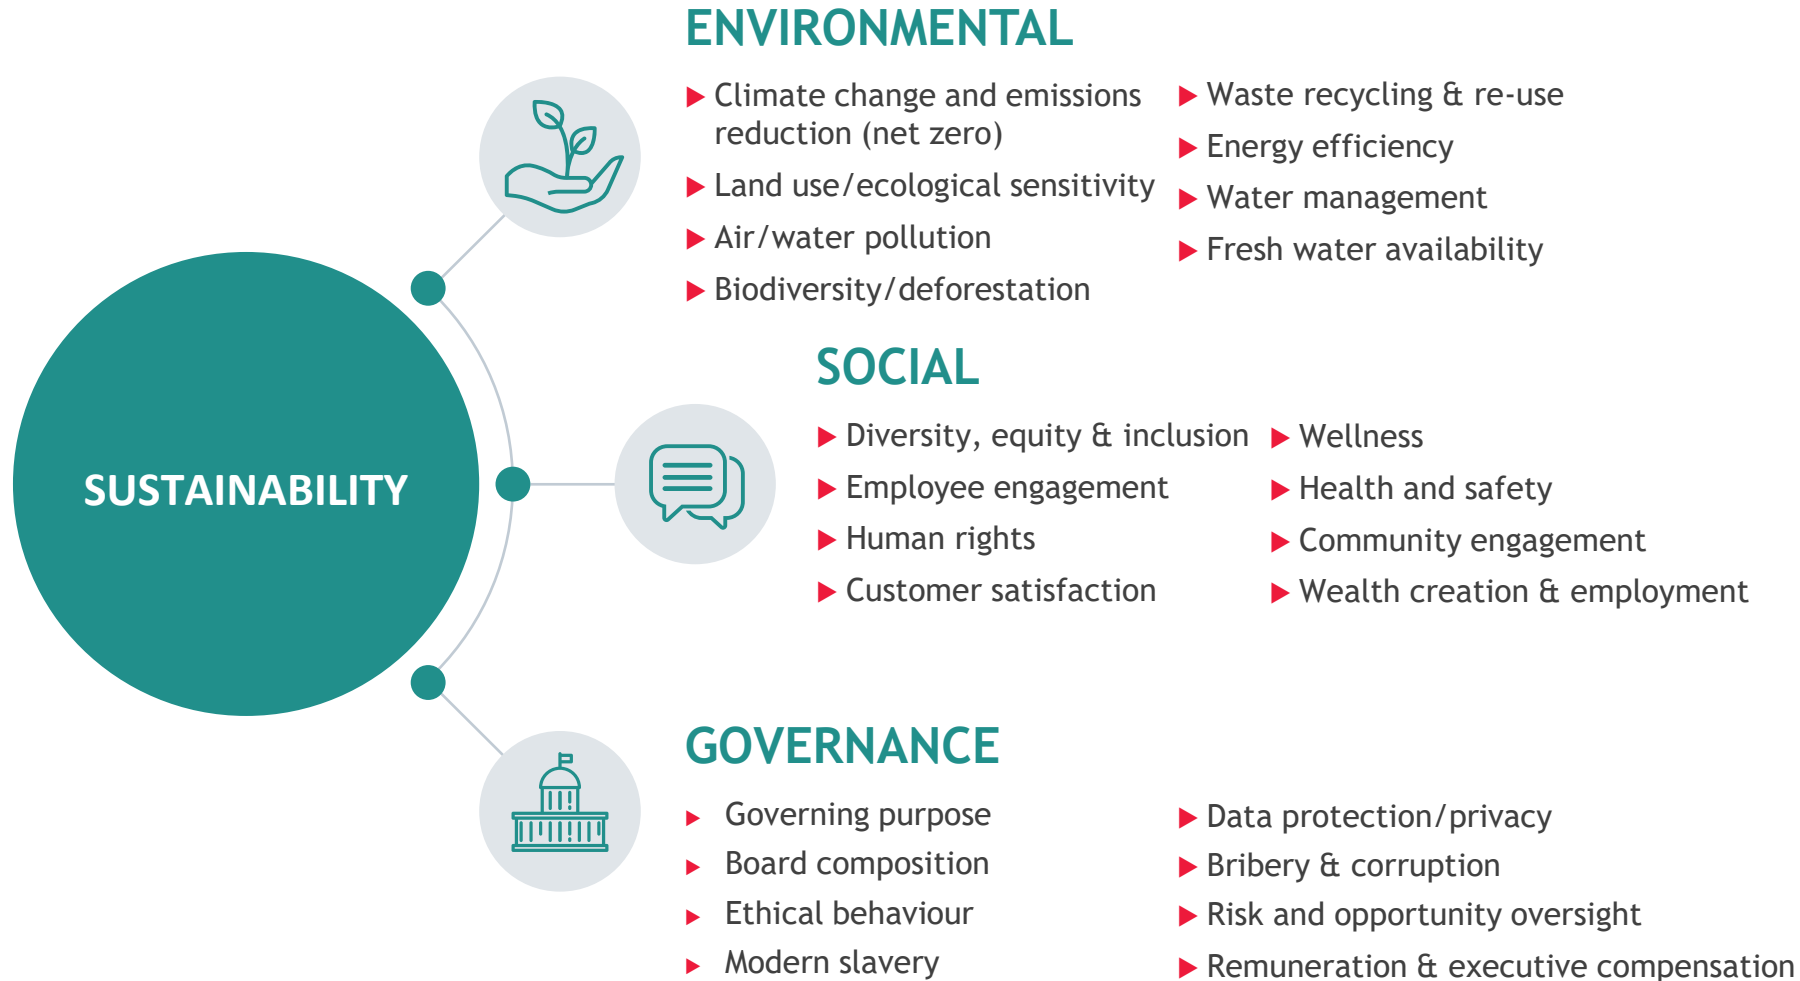 ENVIRONMENTAL
Climate change and emissions
reduction (net zero)
Land use/ecological sensitivity
Air/water pollution
Biodiversity/deforestation
Waste recycling & re-use
Energy efficiency
Water management
Fresh water availability
SUSTAINABILITY
SOCIAL
Diversity, equity & inclusion
Employee engagement
Human rights
Customer satisfaction
Wellness
Health and safety
Community engagement
Wealth creation & employment
GOVERNANCE
Governing purpose
Board composition
Ethical behaviour
Modern slavery
Data protection/privacy
Bribery & corruption
Risk and opportunity oversight
Remuneration & executive compensation